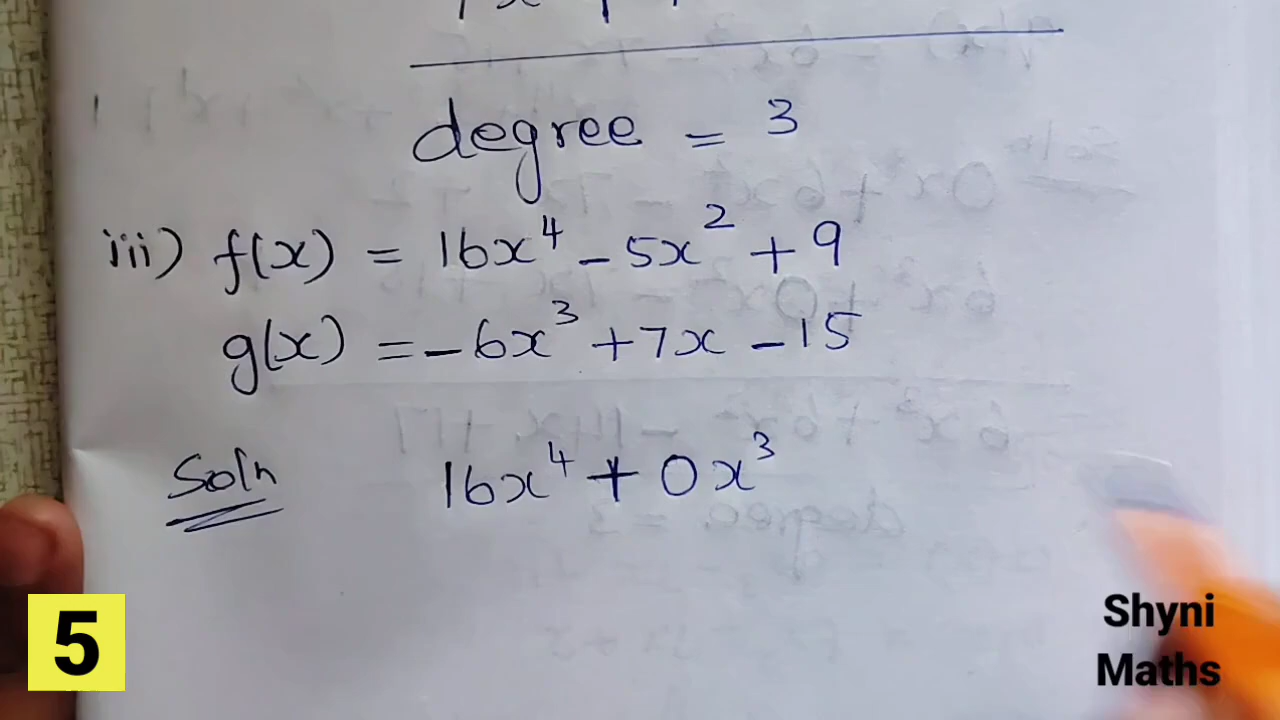 degree = 3
iii) f(x) = 16x⁴ - 5x² + 9
g(x) = -6x³ + 7x - 15
Soln 16x⁴ + 0x³
5
Shyni
Maths